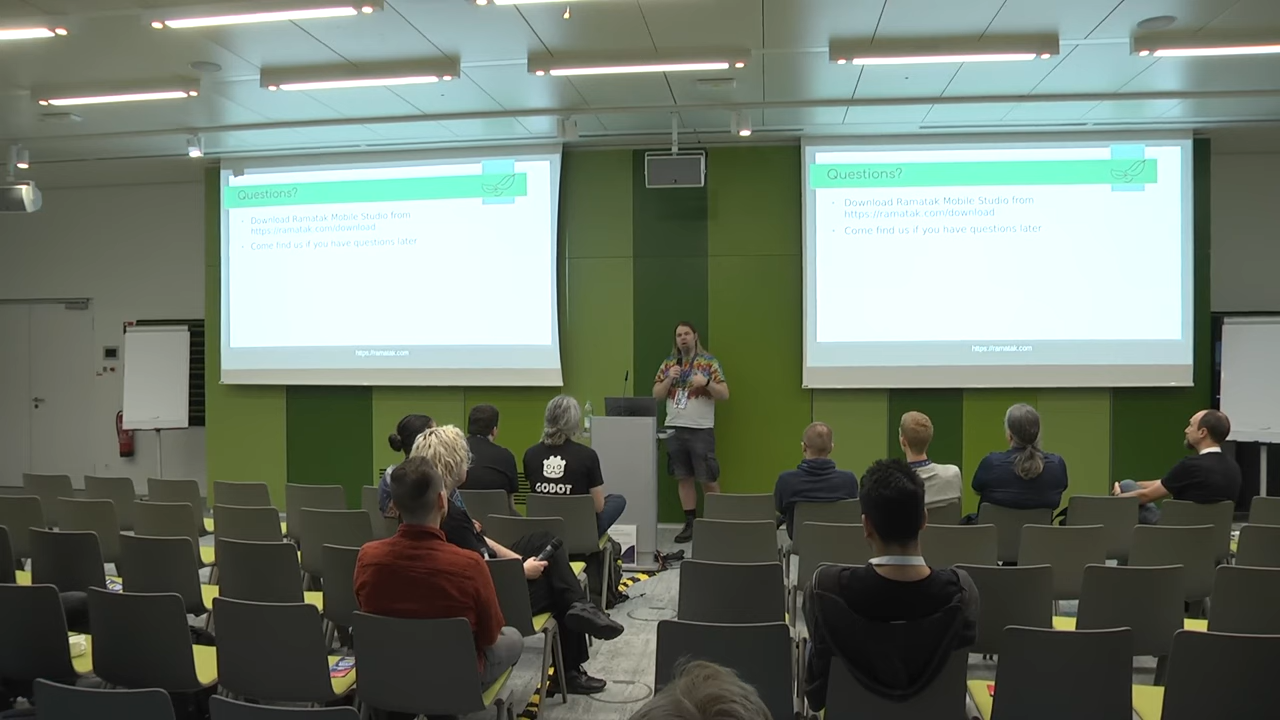 Questions?
Download Ramatak Mobile Studio from
https://ramatak.com/download
Come find us if you have questions later
https://ramatak.com
Questions?
Download Ramatak Mobile Studio from
https://ramatak.com/download
Come find us if you have questions later
https://ramatak.com
GODOT